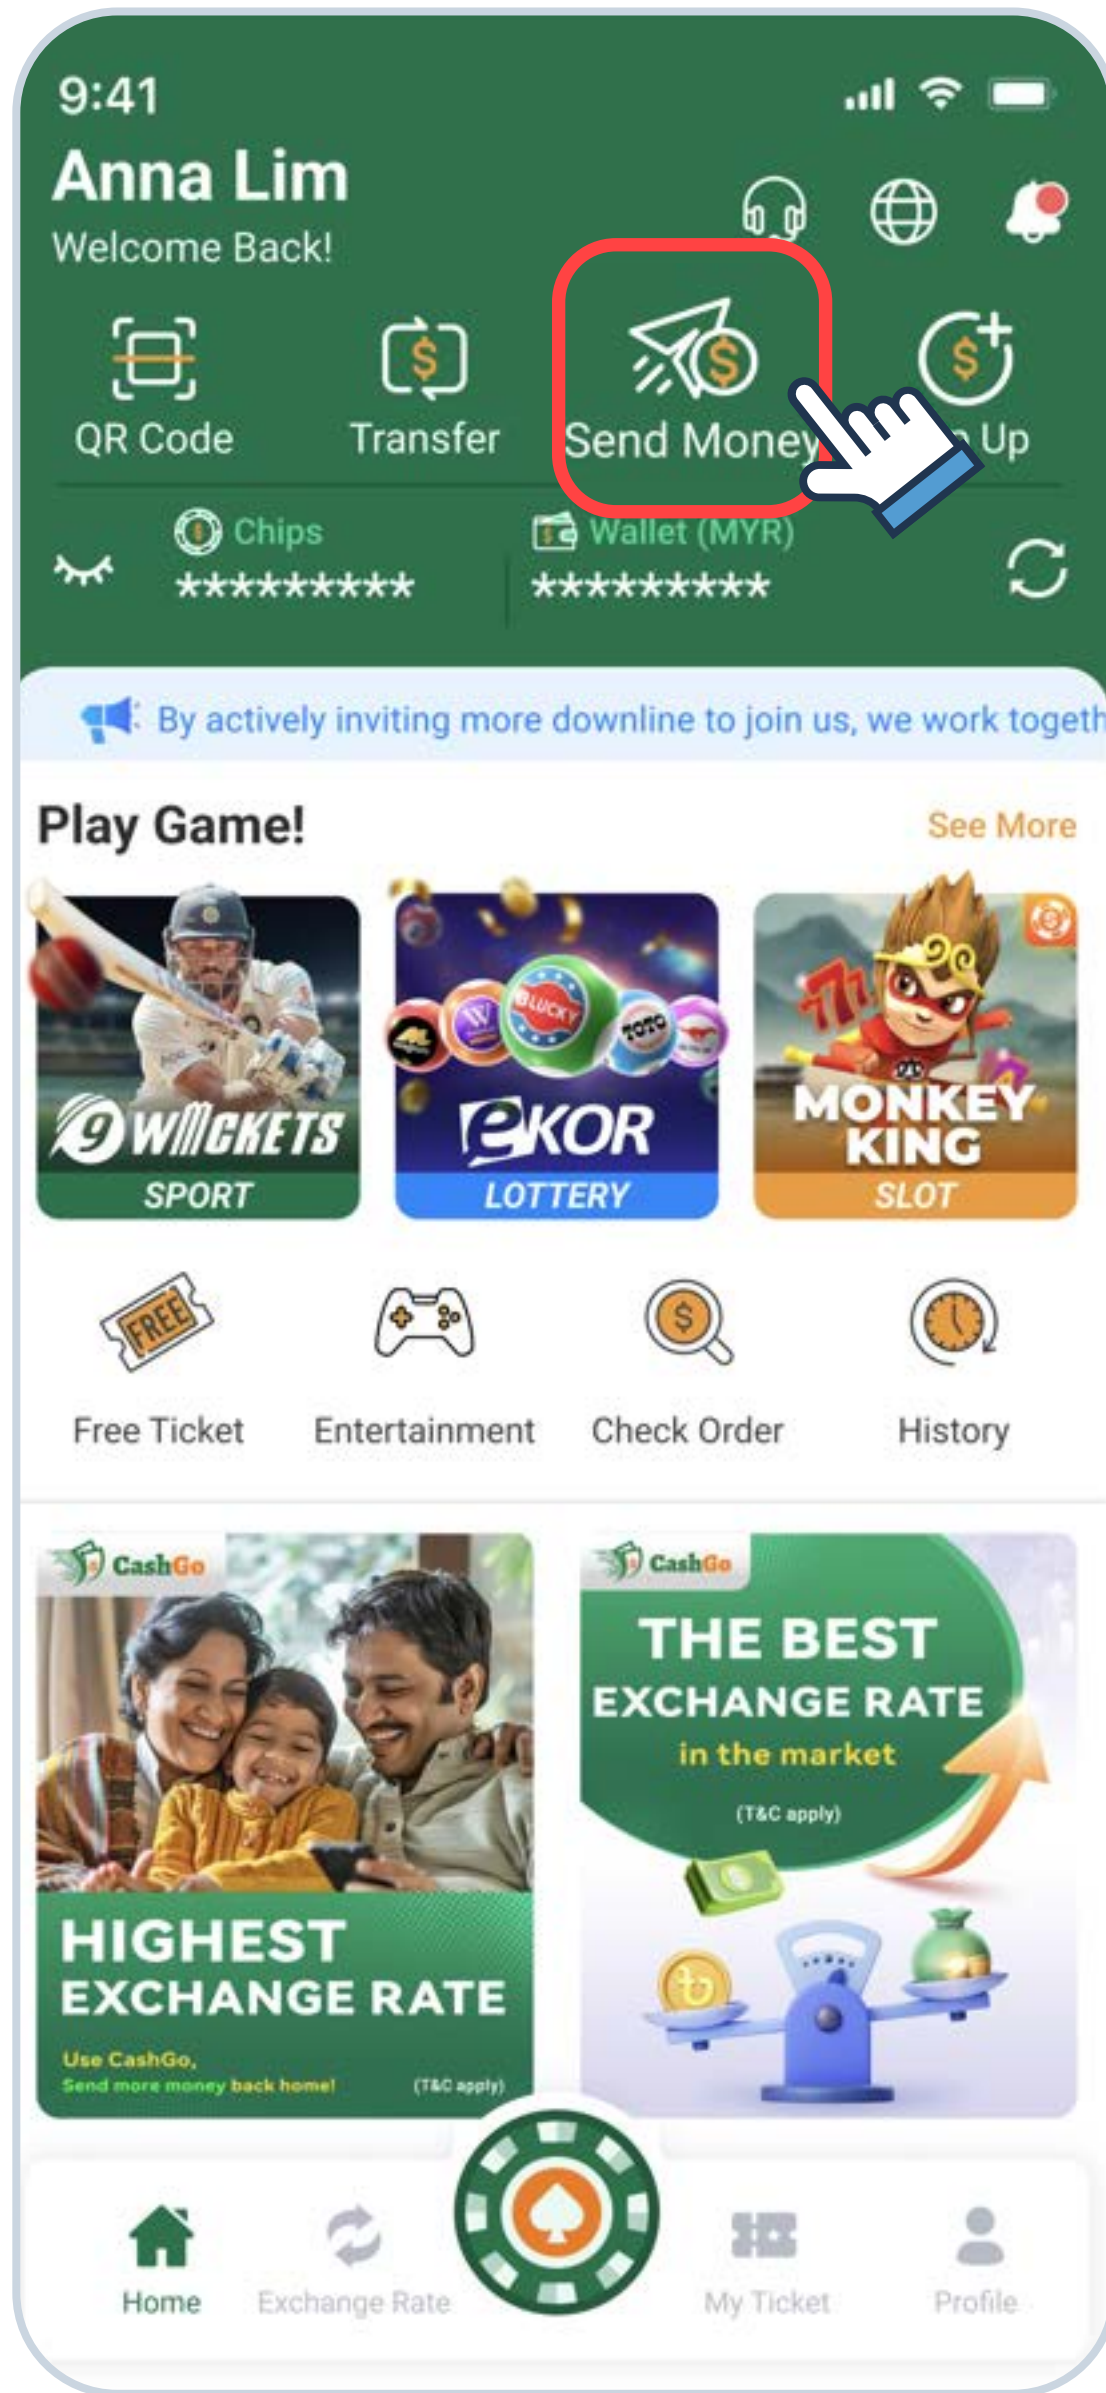 9:41
Anna Lim
Welcome Back!
QR Code
Transfer
Send Money
Up
Chips
Wallet (MYR)
*********
*********
By actively inviting more downline to join us, we work togeth
Play Game!
See More
9WICKETS
SPORT
BLUCKY
W
TOTO
eKOR
LOTTERY
777
MONKEY
KING
SLOT
FREE
Free Ticket
Entertainment
Check Order
History
CashGo
HIGHEST
EXCHANGE RATE
Use CashGo,
Send more money back home!
(T&C apply)
CashGo
THE BEST
EXCHANGE RATE
in the market
(T&C apply)
Home
Exchange Rate
My Ticket
Profile